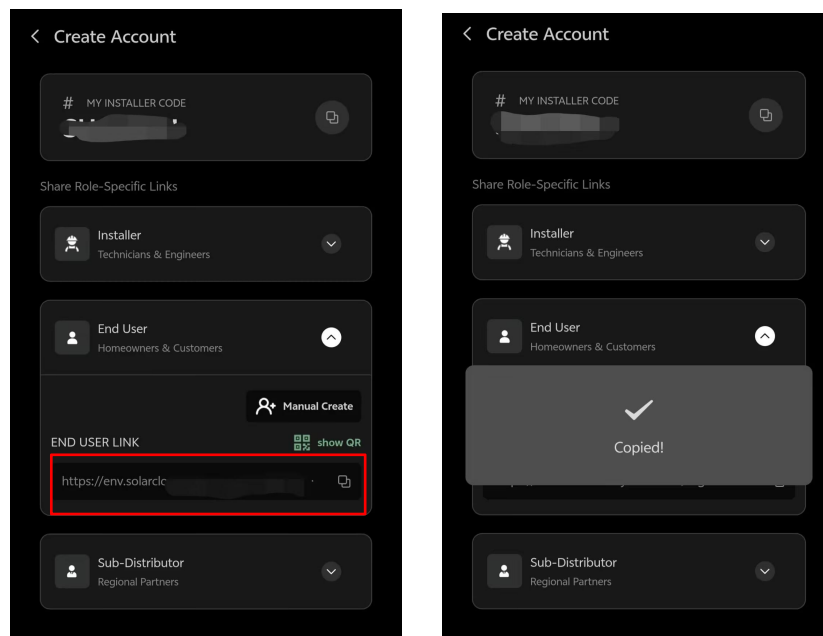 Create Account
# MY INSTALLER CODE
Share Role-Specific Links
Installer
Technicians & Engineers
End User
Homeowners & Customers
Manual Create
END USER LINK
show QR
https://env.solarclo
Sub-Distributor
Regional Partners
Create Account
# MY INSTALLER CODE
Share Role-Specific Links
Installer
Technicians & Engineers
End User
Homeowners & Customers
Copied!
Sub-Distributor
Regional Partners